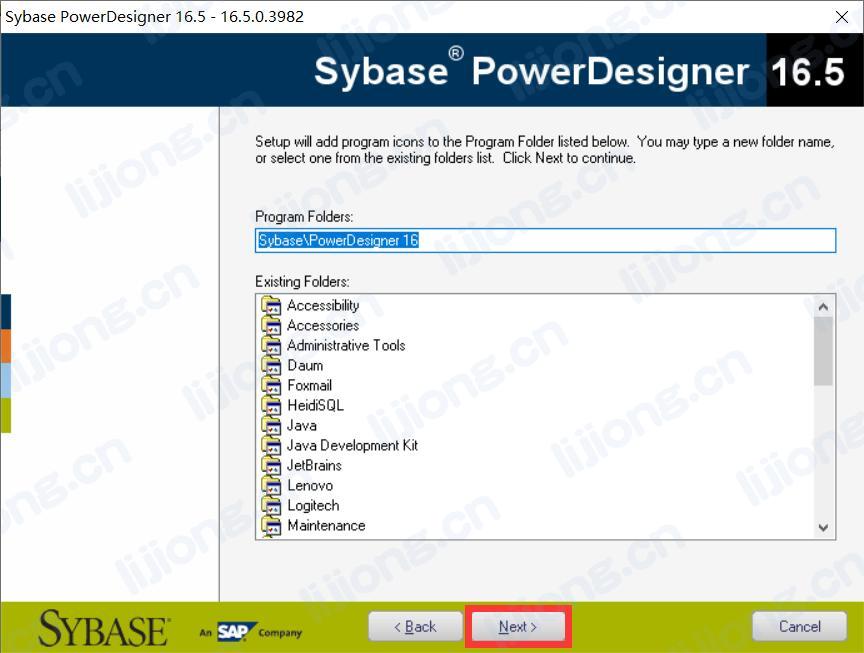 Sybase PowerDesigner 16.5 - 16.5.0.3982
Sybase® PowerDesigner 16.5
Setup will add program icons to the Program Folder listed below. You may type a new folder name,
or select one from the existing folders list. Click Next to continue.
Program Folders:
Sybase\PowerDesigner 16
Existing Folders:
Accessibility
Accessories
Administrative Tools
Daum
Foxmail
HeidiSQL
Java
Java Development Kit
JetBrains
Lenovo
Logitech
Maintenance
SYBASE® An SAP Company
< Back
Next >
Cancel
lijiong.cn